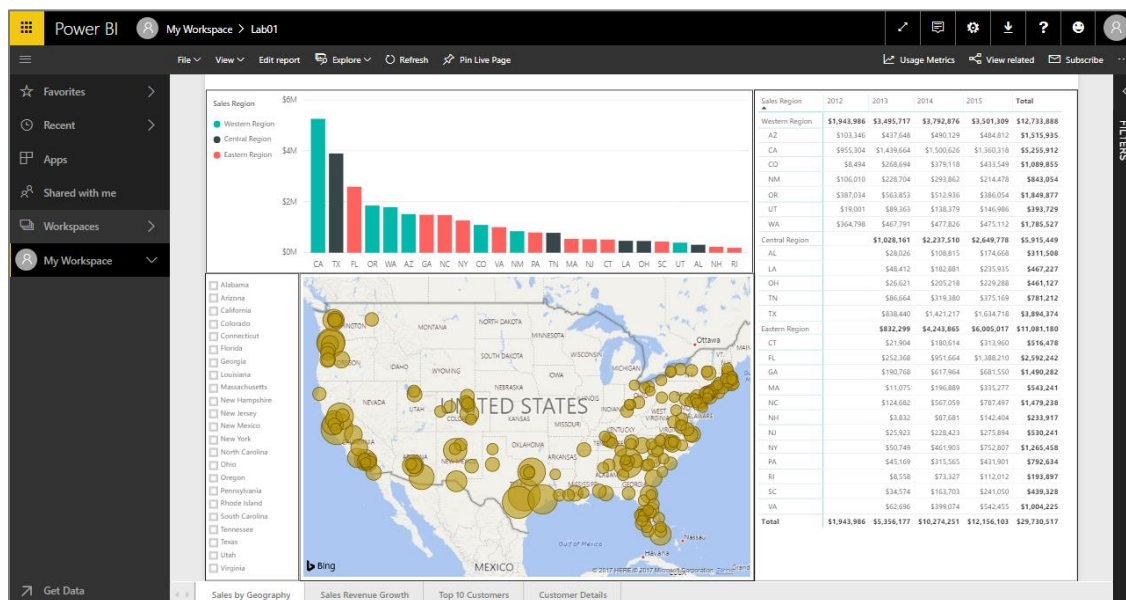 Power BI My Workspace > Lab01
File View Edit report Explore Refresh Pin Live Page Usage Metrics View related Subscribe
Favorites
Recent
Apps
Shared with me
Workspaces
My Workspace
Get Data
Sales Region
Western Region
Central Region
Eastern Region
$6M
$4M
$2M
$0M
CA TX FL OR WA AZ GA NC NY CO VA NM PA TN MA NJ CT LA OH SC UT AL NH RI
Alabama
Arizona
California
Colorado
Connecticut
Florida
Georgia
Louisiana
Massachusetts
New Hampshire
New Jersey
New Mexico
New York
North Carolina
Ohio
Oregon
Pennsylvania
Rhode Island
South Carolina
Tennessee
Texas
Utah
Virginia
MONTANA
NORTH DAKOTA
MINNESOTA
Ottawa
SOUTH DAKOTA
WISCONSIN
MICHIGAN
IDAHO
WYOMING
IOWA
NEBRASKA
NEVADA
UTAH
UNITED STATES
KANSAS
MISSOURI
KENTUCKY
OKLAHOMA
ARKANSAS
Gulf of Mexico
Nassau
Havana
MEXICO
Bing
© 2017 HERE © 2017 Microsoft Corporation
Sales Region 2012 2013 2014 2015 Total
Western Region $1,943,986 $3,495,717 $3,792,876 $3,501,309 $12,733,888
AZ $103,346 $437,648 $490,129 $484,812 $1,515,935
CA $955,304 $1,439,664 $1,500,626 $1,360,318 $5,255,912
CO $8,494 $268,694 $379,118 $433,549 $1,089,855
NM $106,010 $228,704 $293,862 $214,478 $843,054
OR $387,034 $563,853 $512,936 $386,054 $1,849,877
UT $19,001 $89,363 $138,379 $146,986 $393,729
WA $364,798 $467,791 $477,826 $475,112 $1,785,527
Central Region $1,028,161 $2,237,510 $2,649,778 $5,915,449
AL $28,026 $108,815 $174,668 $311,508
LA $48,412 $182,881 $235,935 $467,227
OH $26,621 $205,218 $229,288 $461,127
TN $86,664 $319,380 $375,169 $781,212
TX $838,440 $1,421,217 $1,634,718 $3,894,374
Eastern Region $832,299 $4,243,865 $6,005,017 $11,081,180
CT $21,904 $180,614 $313,960 $516,478
FL $252,368 $951,664 $1,388,210 $2,592,242
GA $190,768 $617,964 $681,550 $1,490,282
MA $11,075 $196,889 $335,277 $543,241
NC $124,682 $567,059 $787,497 $1,479,238
NH $3,832 $87,681 $142,404 $233,917
NJ $25,923 $228,423 $275,894 $530,241
NY $50,749 $461,903 $752,807 $1,265,458
PA $45,169 $315,565 $431,901 $792,634
RI $8,558 $73,327 $112,012 $193,897
SC $34,574 $163,703 $241,050 $439,328
VA $62,696 $399,074 $542,455 $1,004,225
Total $1,943,986 $5,356,177 $10,274,251 $12,156,103 $29,730,517
FILTERS
Sales by Geography Sales Revenue Growth Top 10 Customers Customer Details